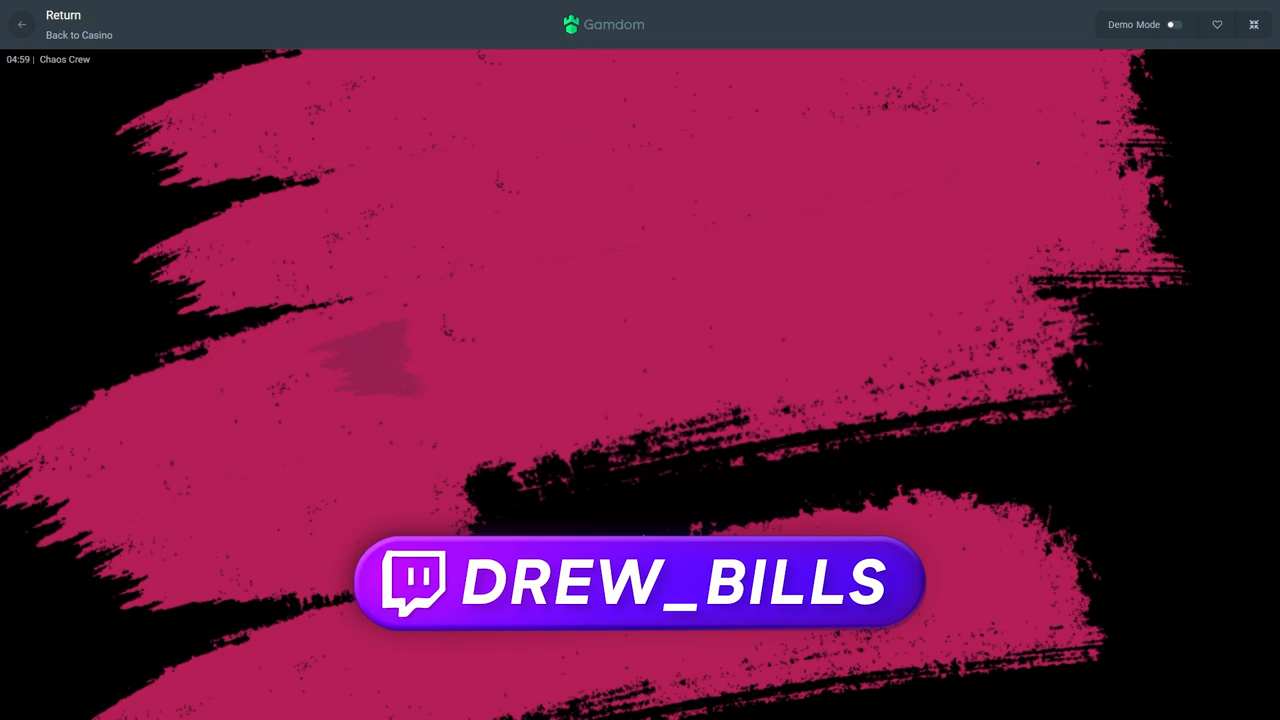 Return
Back to Casino
Gamdom
Demo Mode
04:59 | Chaos Crew
DREW_BILLS